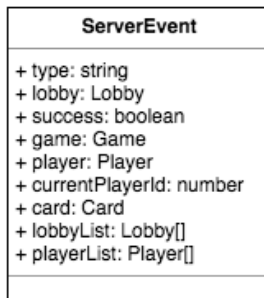 ServerEvent
+ type: string
+ lobby: Lobby
+ success: boolean
+ game: Game
+ player: Player
+ currentPlayerId: number
+ card: Card
+ lobbyList: Lobby[]
+ playerList: Player[]